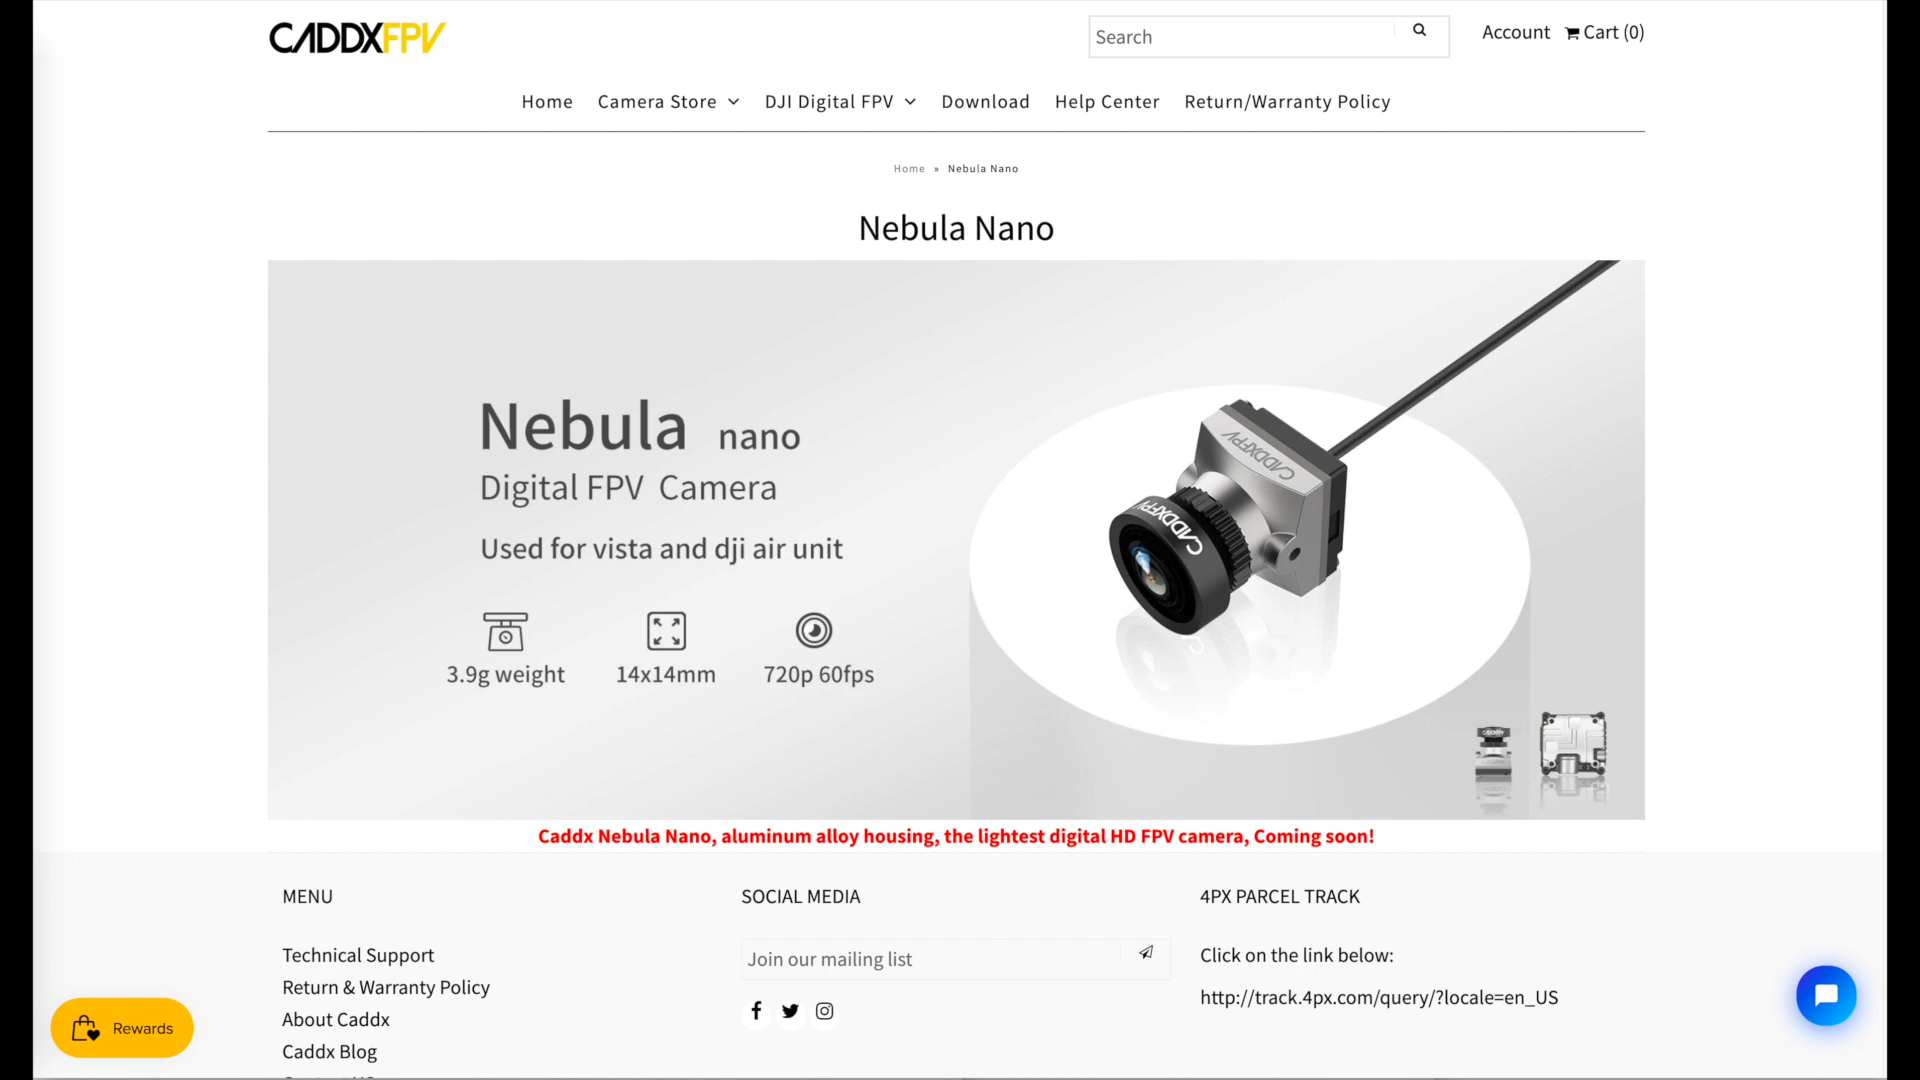 CADDXFPV
Search
Account Cart (0)
Home Camera Store DJI Digital FPV Download Help Center Return/Warranty Policy
Home » Nebula Nano
Nebula Nano
Nebula nano
Digital FPV Camera
Used for vista and dji air unit
3.9g weight 14x14mm 720p 60fps
CADDXFPV
CADDXFPV
CADDXFPV
Caddx Nebula Nano, aluminum alloy housing, the lightest digital HD FPV camera, Coming soon!
MENU
Technical Support
Return & Warranty Policy
About Caddx
Caddx Blog
SOCIAL MEDIA
Join our mailing list
4PX PARCEL TRACK
Click on the link below:
http://track.4px.com/query/?locale=en_US
Rewards